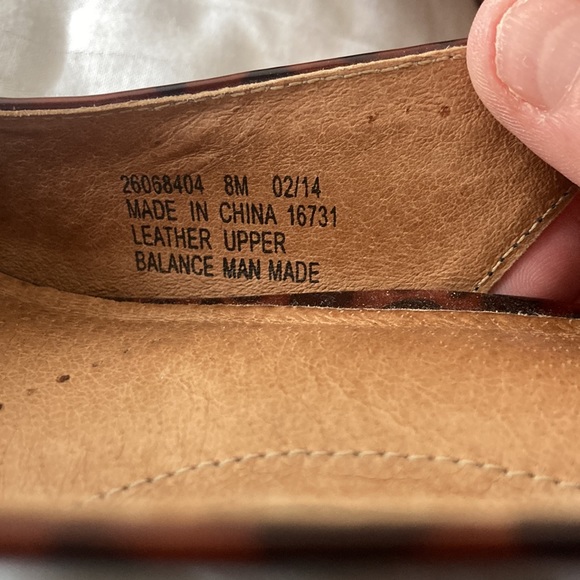 26068404 8M 02/14
MADE IN CHINA 16731
LEATHER UPPER
BALANCE MAN MADE